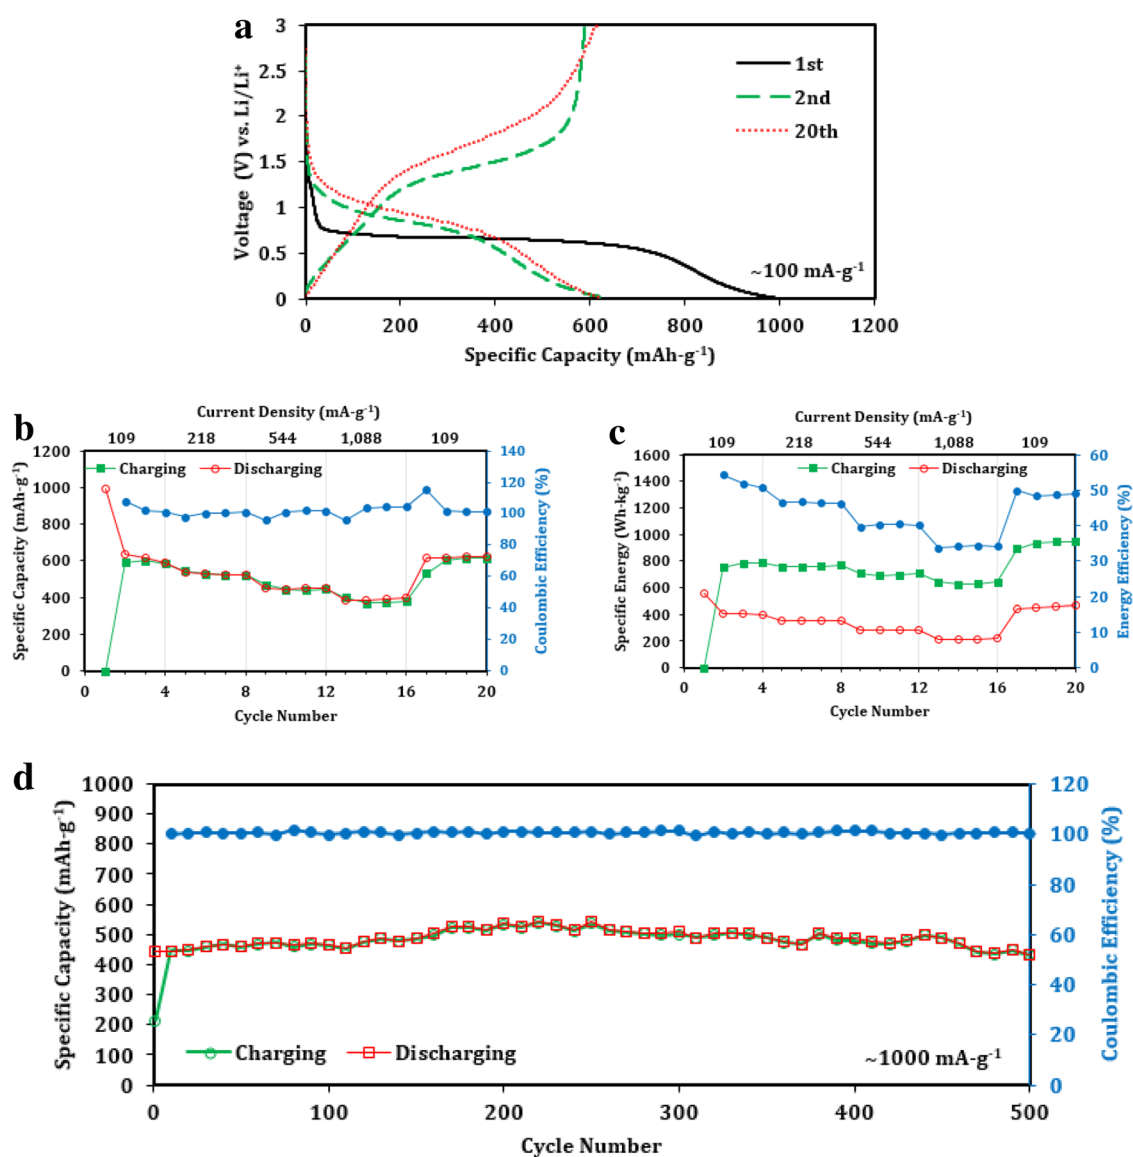 a
3
2.5
2
1.5
1
0.5
0
Voltage (V) vs. Li/Li⁺
1st
2nd
20th
~100 mA-g⁻¹
0 200 400 600 800 1000 1200
Specific Capacity (mAh-g⁻¹)
b
Current Density (mA-g⁻¹)
109 218 544 1,088 109
1200
1000
800
600
400
200
0
Specific Capacity (mAh-g⁻¹)
Charging Discharging
140
120
100
80
60
40
20
0
Coulombic Efficiency (%)
0 4 8 12 16 20
Cycle Number
c
Current Density (mA-g⁻¹)
109 218 544 1,088 109
1600
1400
1200
1000
800
600
400
200
0
Specific Energy (Wh-kg⁻¹)
Charging Discharging
60
50
40
30
20
10
0
Energy Efficiency (%)
0 4 8 12 16 20
Cycle Number
d
1000
900
800
700
600
500
400
300
200
100
0
Specific Capacity (mAh-g⁻¹)
Charging Discharging
~1000 mA-g⁻¹
120
100
80
60
40
20
0
Coulombic Efficiency (%)
0 100 200 300 400 500
Cycle Number